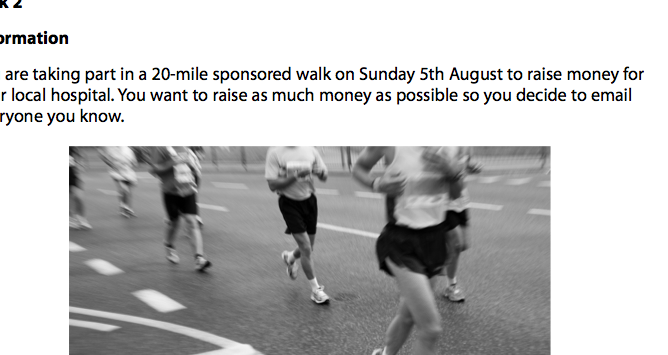 k 2
ormation
are taking part in a 20-mile sponsored walk on Sunday 5th August to raise money for
r local hospital. You want to raise as much money as possible so you decide to email
ryone you know.